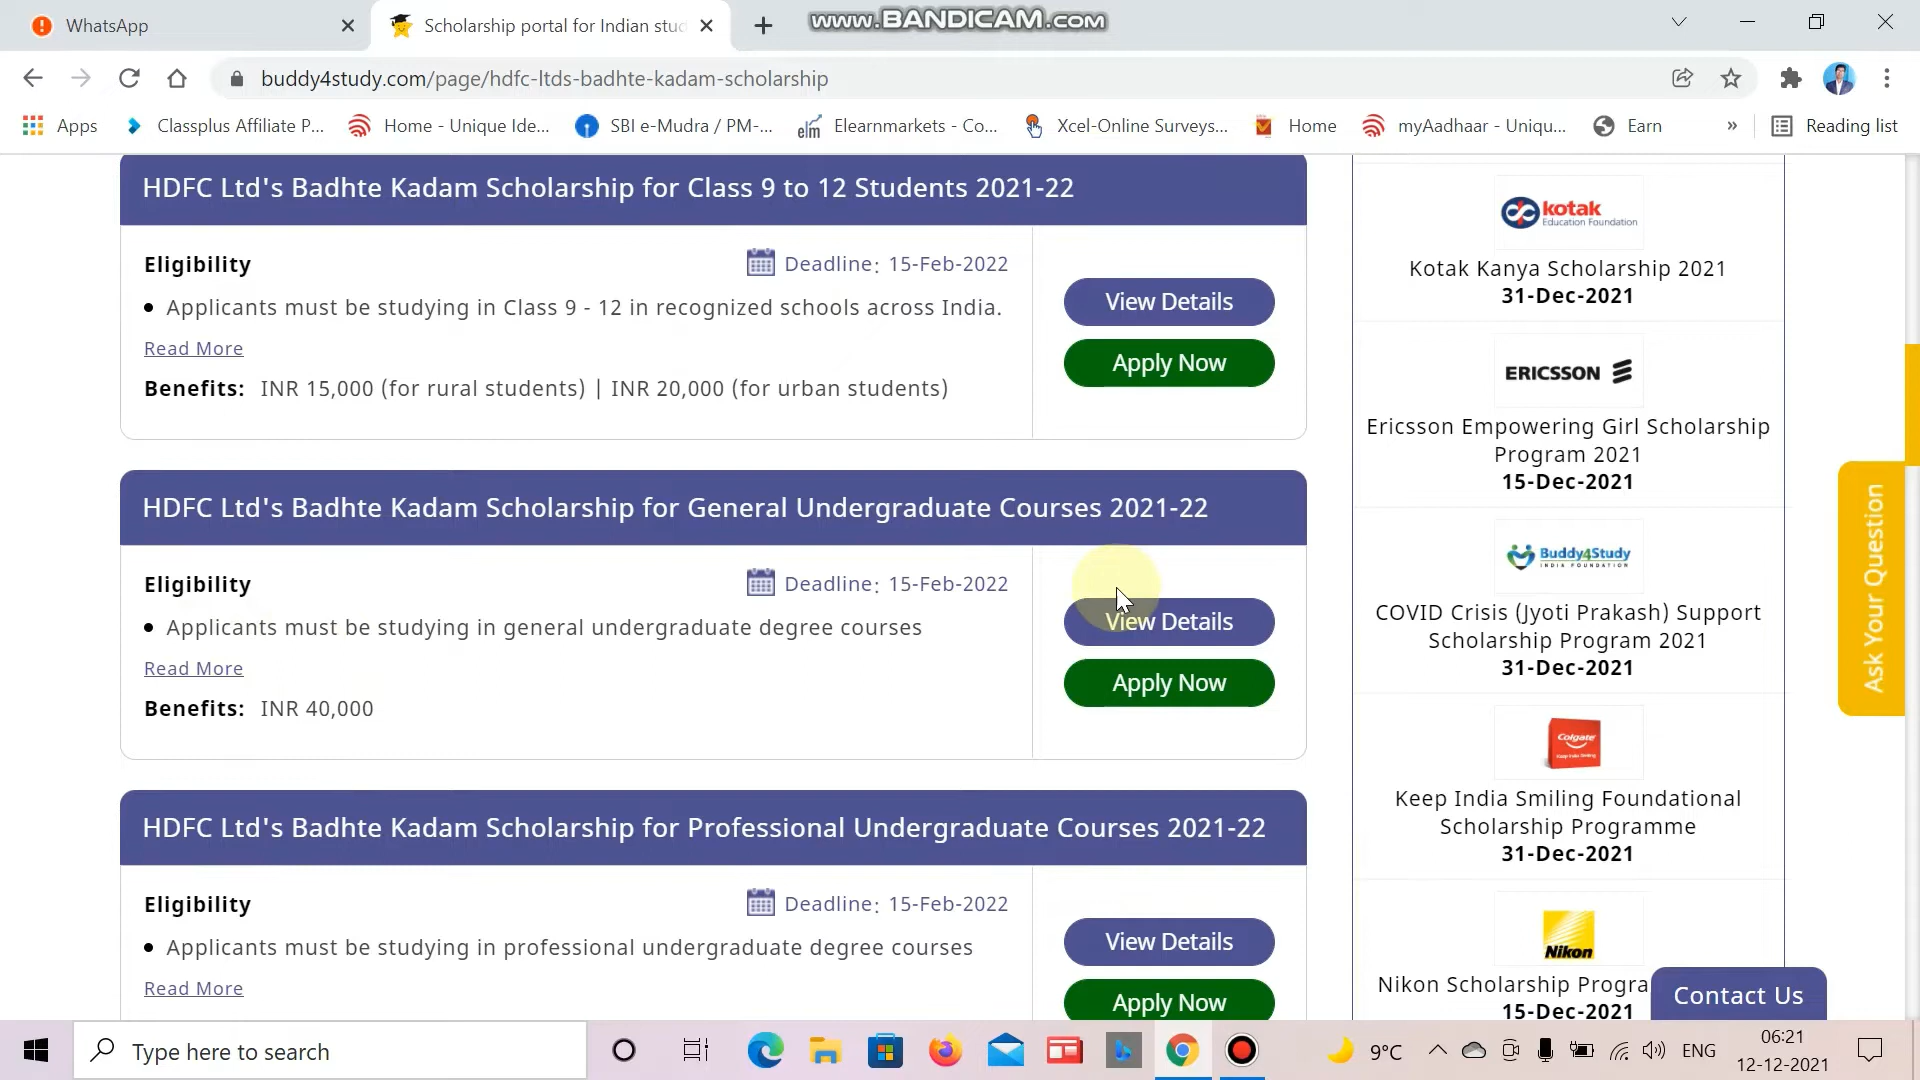 WhatsApp
Scholarship portal for Indian stu
www.BANDICAM.com
buddy4study.com/page/hdfc-ltds-badhte-kadam-scholarship
Apps
Classplus Affiliate P...
Home - Unique Ide...
SBI e-Mudra / PM-...
elm
Elearnmarkets - Co...
Xcel-Online Surveys...
Home
myAadhaar - Uniqu...
Earn
»
Reading list
HDFC Ltd's Badhte Kadam Scholarship for Class 9 to 12 Students 2021-22
Eligibility
Deadline: 15-Feb-2022
• Applicants must be studying in Class 9 - 12 in recognized schools across India.
Read More
Benefits: INR 15,000 (for rural students) | INR 20,000 (for urban students)
View Details
Apply Now
HDFC Ltd's Badhte Kadam Scholarship for General Undergraduate Courses 2021-22
Eligibility
Deadline: 15-Feb-2022
• Applicants must be studying in general undergraduate degree courses
Read More
Benefits: INR 40,000
View Details
Apply Now
HDFC Ltd's Badhte Kadam Scholarship for Professional Undergraduate Courses 2021-22
Eligibility
Deadline: 15-Feb-2022
• Applicants must be studying in professional undergraduate degree courses
Read More
View Details
Apply Now
kotak
Education Foundation
Kotak Kanya Scholarship 2021
31-Dec-2021
ERICSSON
Ericsson Empowering Girl Scholarship
Program 2021
15-Dec-2021
Buddy4Study
INDIA FOUNDATION
COVID Crisis (Jyoti Prakash) Support
Scholarship Program 2021
31-Dec-2021
Colgate
Keep India Smiling
Keep India Smiling Foundational
Scholarship Programme
31-Dec-2021
Nikon
Nikon Scholarship Progra
15-Dec-2021
Ask Your Question
Contact Us
Type here to search
9°C
ENG
06:21
12-12-2021